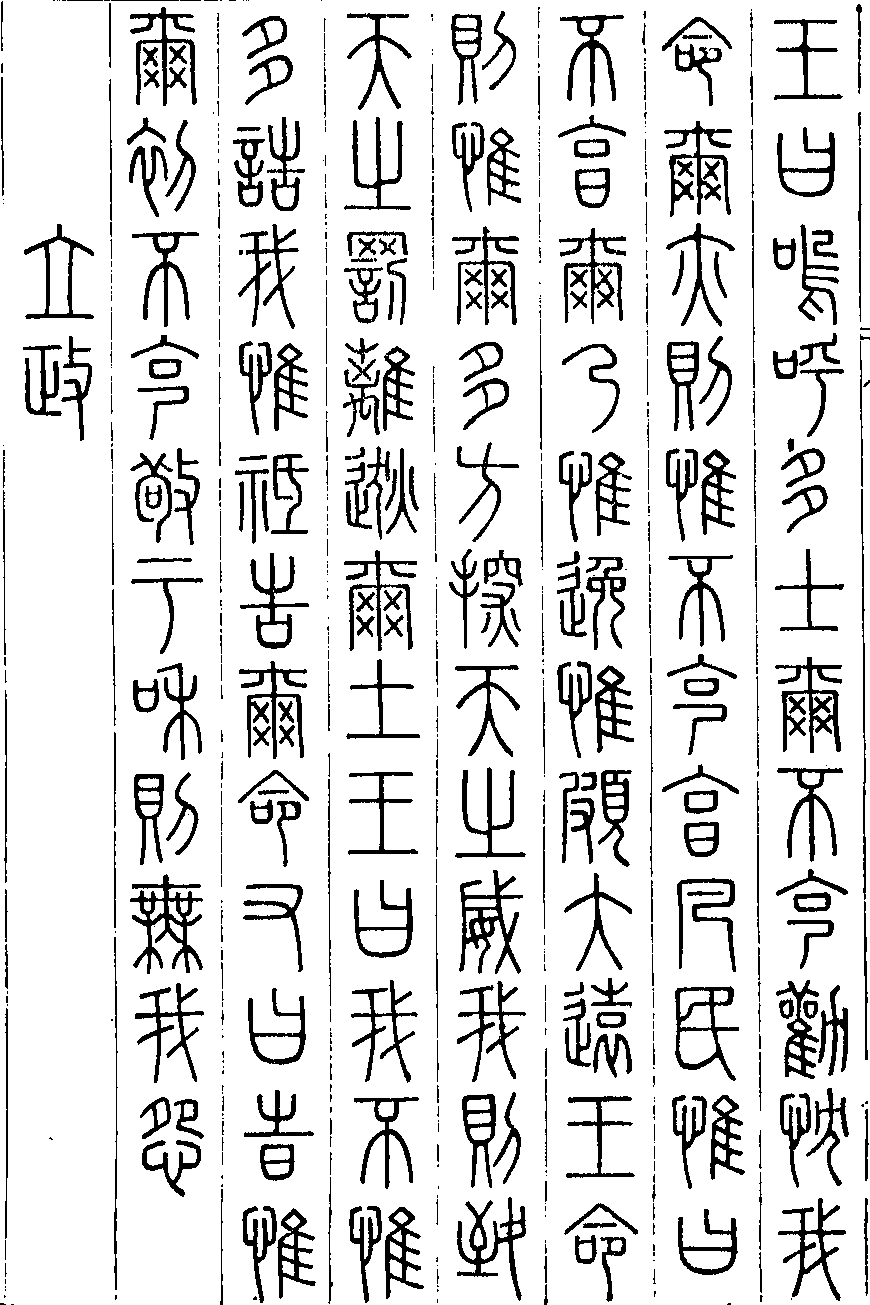 王曰嗚呼多士爾不克勸忱我
命爾亦則惟不克享凡民惟曰
不享爾乃惟逸惟頗大遠王命
則惟爾多方探天之威我則致
天之罰離逖爾土王曰我不惟
多誥我惟祗告爾命又曰時惟
爾初不克敬于和則無我怨
立政